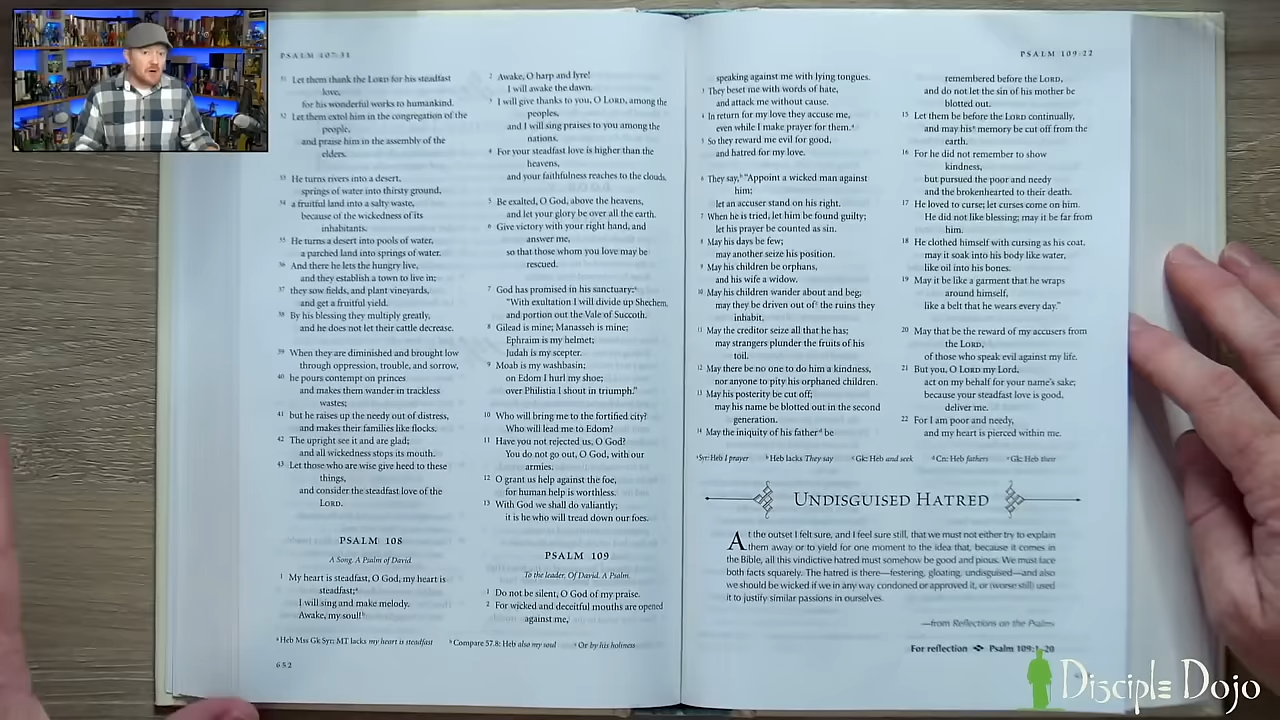 PSALM 107:31
31 Let them thank the LORD for his steadfast
love,
for his wonderful works to humankind.
32 Let them extol him in the congregation of the
people,
and praise him in the assembly of the
elders.
33 He turns rivers into a desert,
springs of water into thirsty ground,
34 a fruitful land into a salty waste,
because of the wickedness of its
inhabitants.
35 He turns a desert into pools of water,
a parched land into springs of water.
36 And there he lets the hungry live,
and they establish a town to live in;
37 they sow fields, and plant vineyards,
and get a fruitful yield.
38 By his blessing they multiply greatly,
and he does not let their cattle decrease.
39 When they are diminished and brought low
through oppression, trouble, and sorrow,
40 he pours contempt on princes
and makes them wander in trackless
wastes;
41 but he raises up the needy out of distress,
and makes their families like flocks.
42 The upright see it and are glad;
and all wickedness stops its mouth.
43 Let those who are wise give heed to these
things,
and consider the steadfast love of the
LORD.
PSALM 108
A Song. A Psalm of David.
1 My heart is steadfast, O God, my heart is
steadfast;a
I will sing and make melody.
Awake, my soul!b
2 Awake, O harp and lyre!
I will awake the dawn.
3 I will give thanks to you, O LORD, among the
peoples,
and I will sing praises to you among the
nations.
4 For your steadfast love is higher than the
heavens,
and your faithfulness reaches to the clouds.
5 Be exalted, O God, above the heavens,
and let your glory be over all the earth.
6 Give victory with your right hand, and
answer me,
so that those whom you love may be
rescued.
7 God has promised in his sanctuary:c
"With exultation I will divide up Shechem,
and portion out the Vale of Succoth.
8 Gilead is mine; Manasseh is mine;
Ephraim is my helmet;
Judah is my scepter.
9 Moab is my washbasin;
on Edom I hurl my shoe;
over Philistia I shout in triumph."
10 Who will bring me to the fortified city?
Who will lead me to Edom?
11 Have you not rejected us, O God?
You do not go out, O God, with our
armies.
12 O grant us help against the foe,
for human help is worthless.
13 With God we shall do valiantly;
it is he who will tread down our foes.
PSALM 109
To the leader. Of David. A Psalm.
1 Do not be silent, O God of my praise.
2 For wicked and deceitful mouths are opened
against me,
a Heb Mss Gk Syr: MT lacks my heart is steadfast b Compare 57.8: Heb also my soul c Or by his holiness
652
PSALM 109:22
speaking against me with lying tongues.
3 They beset me with words of hate,
and attack me without cause.
4 In return for my love they accuse me,
even while I make prayer for them.a
5 So they reward me evil for good,
and hatred for my love.
6 They say,b "Appoint a wicked man against
him;
let an accuser stand on his right.
7 When he is tried, let him be found guilty;
let his prayer be counted as sin.
8 May his days be few;
may another seize his position.
9 May his children be orphans,
and his wife a widow.
10 May his children wander about and beg;
may they be driven out ofc the ruins they
inhabit.
11 May the creditor seize all that he has;
may strangers plunder the fruits of his
toil.
12 May there be no one to do him a kindness,
nor anyone to pity his orphaned children.
13 May his posterity be cut off;
may his name be blotted out in the second
generation.
14 May the iniquity of his fatherd be
remembered before the LORD,
and do not let the sin of his mother be
blotted out.
15 Let them be before the LORD continually,
and may hise memory be cut off from the
earth.
16 For he did not remember to show
kindness,
but pursued the poor and needy
and the brokenhearted to their death.
17 He loved to curse; let curses come on him.
He did not like blessing; may it be far from
him.
18 He clothed himself with cursing as his coat,
may it soak into his body like water,
like oil into his bones.
19 May it be like a garment that he wraps
around himself,
like a belt that he wears every day."
20 May that be the reward of my accusers from
the LORD,
of those who speak evil against my life.
21 But you, O LORD my Lord,
act on my behalf for your name's sake;
because your steadfast love is good,
deliver me.
22 For I am poor and needy,
and my heart is pierced within me.
a Syr: Heb I prayer b Heb lacks They say c Gk: Heb and seek d Cn: Heb fathers e Gk: Heb their
UNDISGUISED HATRED
At the outset I felt sure, and I feel sure still, that we must not either try to explain
them away or to yield for one moment to the idea that, because it comes in
the Bible, all this vindictive hatred must somehow be good and pious. We must face
both facts squarely. The hatred is there—festering, gloating, undisguised—and also
we should be wicked if we in any way condoned or approved it, or (worse still) used
it to justify similar passions in ourselves.
—from Reflections on the Psalms
For reflection Psalm 109:1-20
Disciple Dojo